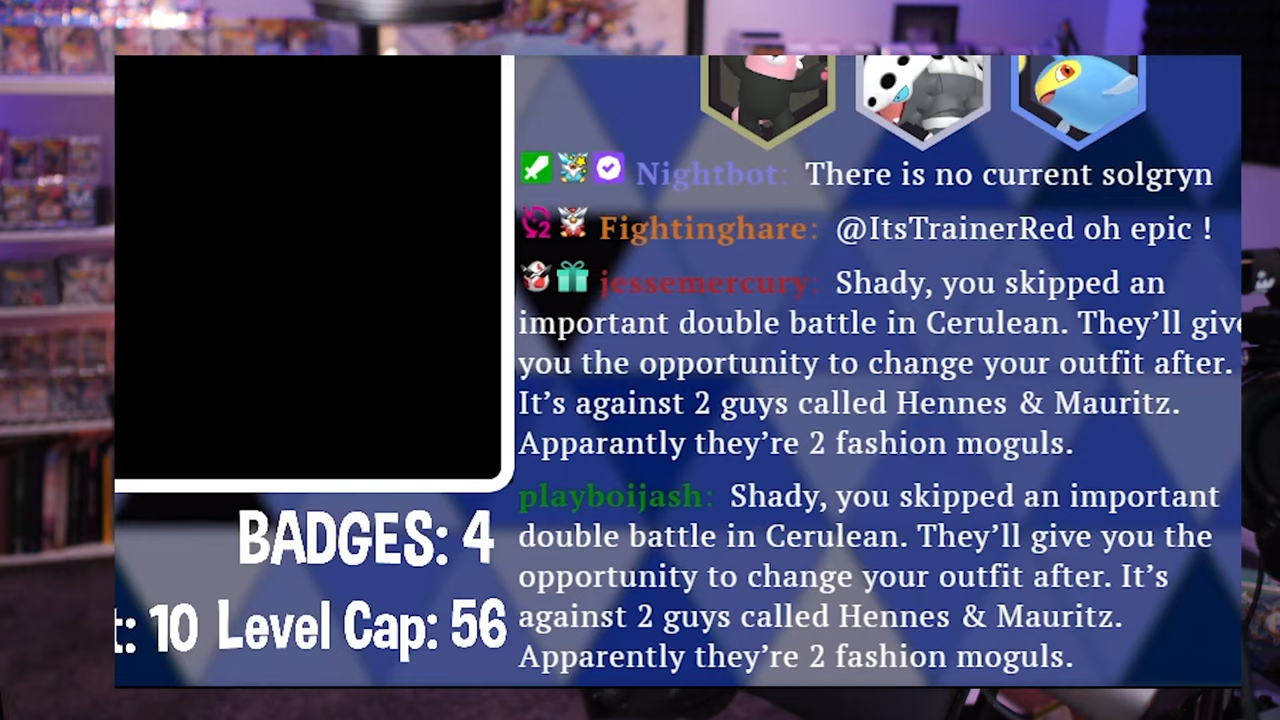 Nightbot: There is no current solgryn
Fightinghare: @ItsTrainerRed oh epic !
jessemercury: Shady, you skipped an
important double battle in Cerulean. They’ll give
you the opportunity to change your outfit after.
It’s against 2 guys called Hennes & Mauritz.
Apparantly they’re 2 fashion moguls.
playboijash: Shady, you skipped an important
double battle in Cerulean. They’ll give you the
opportunity to change your outfit after. It’s
against 2 guys called Hennes & Mauritz.
Apparently they’re 2 fashion moguls.
BADGES: 4
t: 10 Level Cap: 56